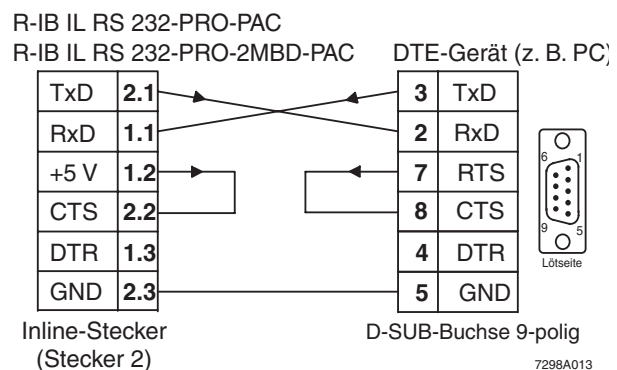 R-IB IL RS 232-PRO-PAC
R-IB IL RS 232-PRO-2MBD-PAC DTE-Gerät (z. B. PC)
TxD 2.1 3 TxD
RxD 1.1 2 RxD
+5 V 1.2 7 RTS
CTS 2.2 8 CTS
DTR 1.3 4 DTR
GND 2.3 5 GND
6 1
9 5
Lötseite
Inline-Stecker
(Stecker 2)
D-SUB-Buchse 9-polig
7298A013